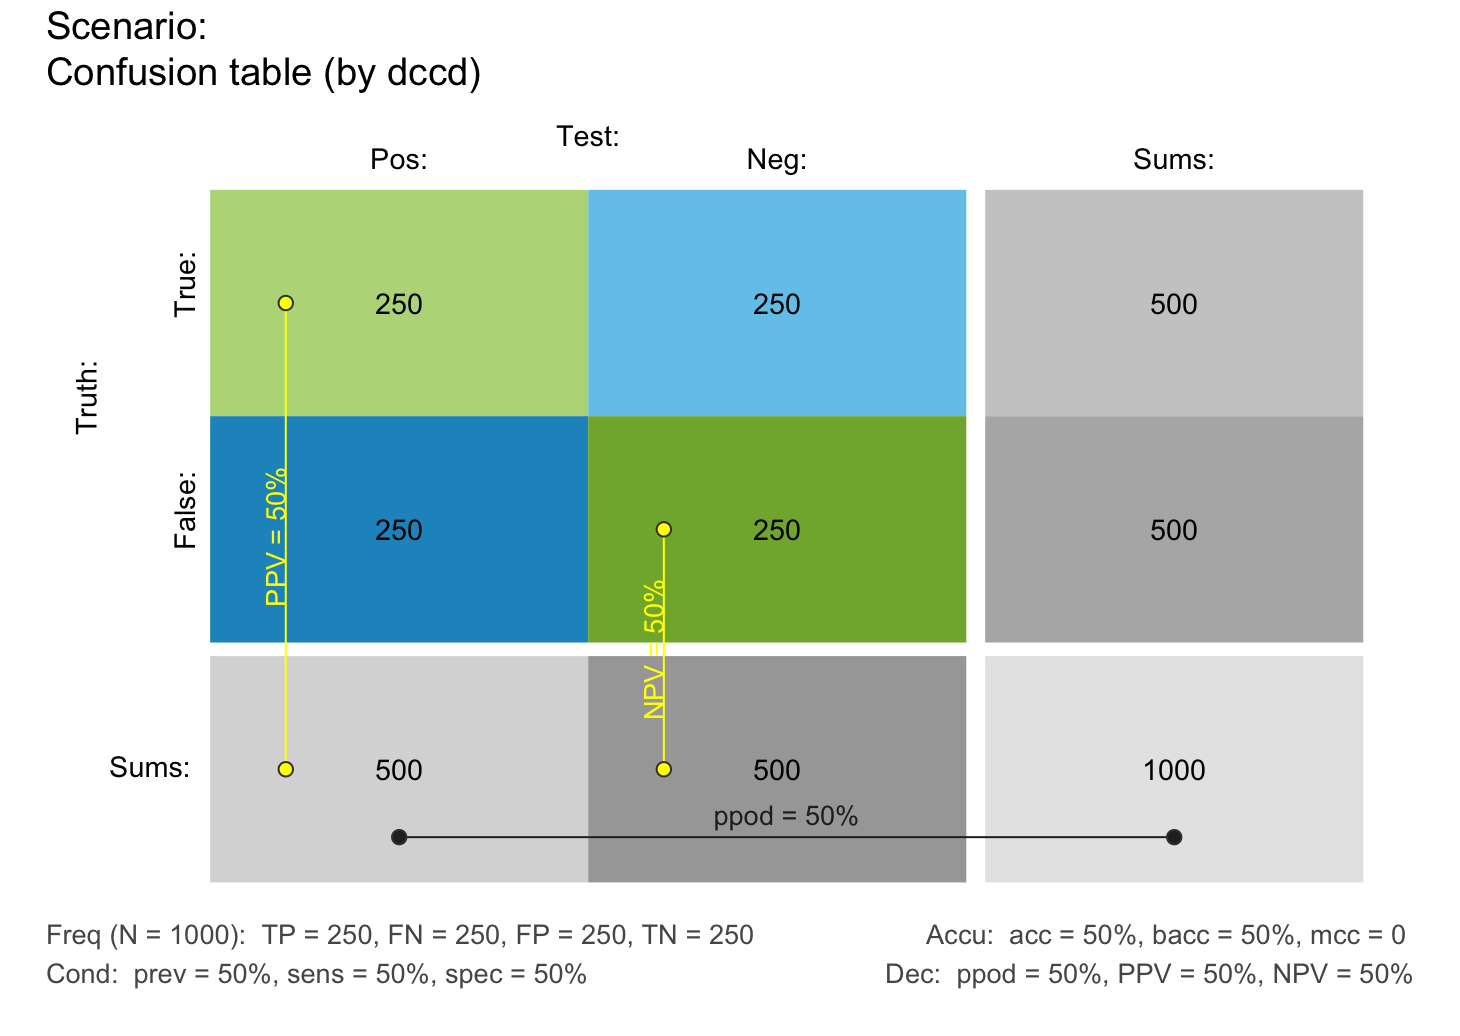 Scenario:
Confusion table (by dccd)
Test:
Pos:
Neg:
Sums:
Truth:
True:
250
250
500
False:
PPV = 50%
250
NPV = 50%
250
500
Sums:
500
500
1000
ppod = 50%
Freq (N = 1000):  TP = 250, FN = 250, FP = 250, TN = 250
Accu:  acc = 50%, bacc = 50%, mcc = 0
Cond:  prev = 50%, sens = 50%, spec = 50%
Dec:  ppod = 50%, PPV = 50%, NPV = 50%